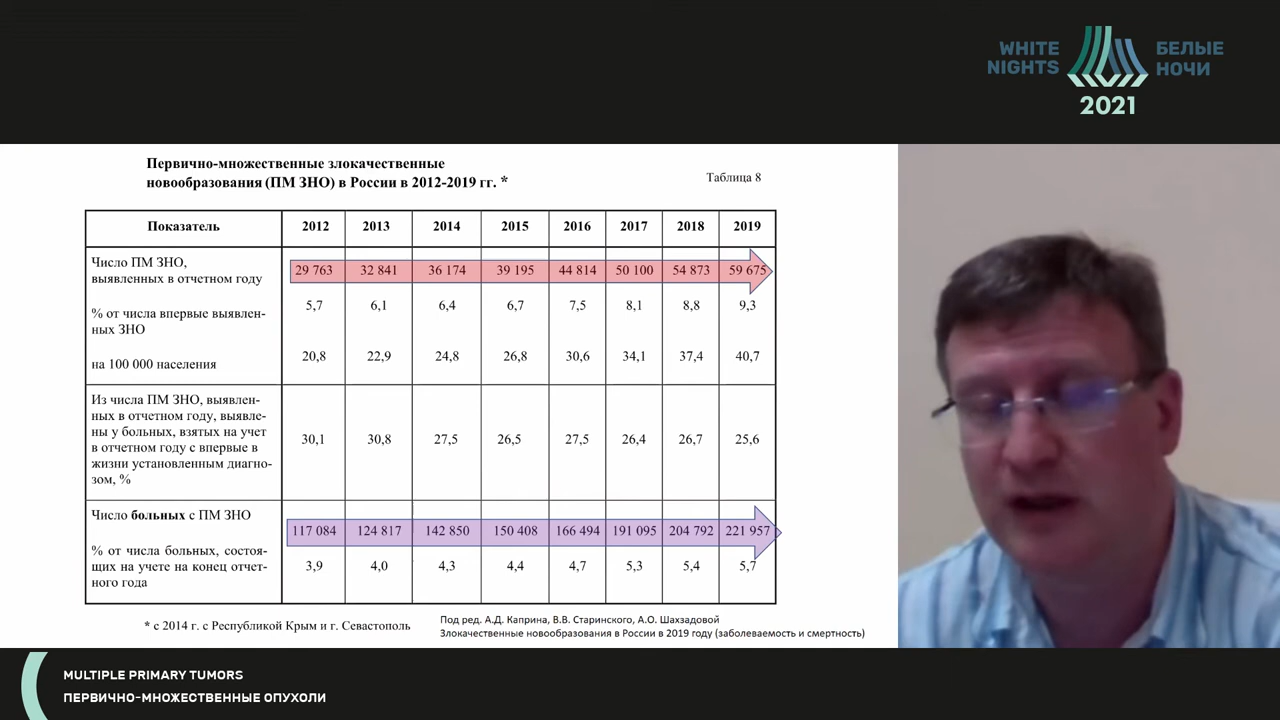 WHITE
NIGHTS
БЕЛЫЕ
НОЧИ
2021
Первично-множественные злокачественные
новообразования (ПМ ЗНО) в России в 2012-2019 гг. *
Таблица 8
Показатель 2012 2013 2014 2015 2016 2017 2018 2019
Число ПМ ЗНО,
выявленных в отчетном году
29 763 32 841 36 174 39 195 44 814 50 100 54 873 59 675
% от числа впервые выявлен-
ных ЗНО
5,7 6,1 6,4 6,7 7,5 8,1 8,8 9,3
на 100 000 населения
20,8 22,9 24,8 26,8 30,6 34,1 37,4 40,7
Из числа ПМ ЗНО, выявлен-
ных в отчетном году, выявле-
ны у больных, взятых на учет
в отчетном году с впервые в
жизни установленным диагно-
зом, %
30,1 30,8 27,5 26,5 27,5 26,4 26,7 25,6
Число больных с ПМ ЗНО
117 084 124 817 142 850 150 408 166 494 191 095 204 792 221 957
% от числа больных, состоя-
щих на учете на конец отчет-
ного года
3,9 4,0 4,3 4,4 4,7 5,3 5,4 5,7
* с 2014 г. с Республикой Крым и г. Севастополь
Под ред. А.Д. Каприна, В.В. Старинского, А.О. Шахзадовой
Злокачественные новообразования в России в 2019 году (заболеваемость и смертность)
MULTIPLE PRIMARY TUMORS
ПЕРВИЧНО-МНОЖЕСТВЕННЫЕ ОПУХОЛИ